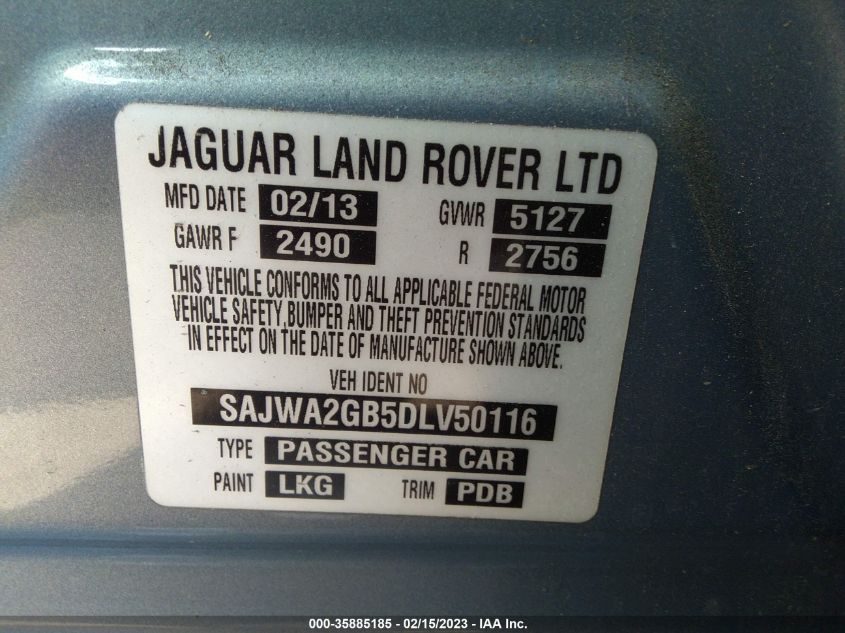 JAGUAR LAND ROVER LTD
MFD DATE 02/13 GVWR 5127
GAWR F 2490 R 2756
THIS VEHICLE CONFORMS TO ALL APPLICABLE FEDERAL MOTOR
VEHICLE SAFETY, BUMPER AND THEFT PREVENTION STANDARDS
IN EFFECT ON THE DATE OF MANUFACTURE SHOWN ABOVE.
VEH IDENT NO
SAJWA2GB5DLV50116
TYPE PASSENGER CAR
PAINT LKG TRIM PDB
000-35885185 - 02/15/2023 - IAA Inc.